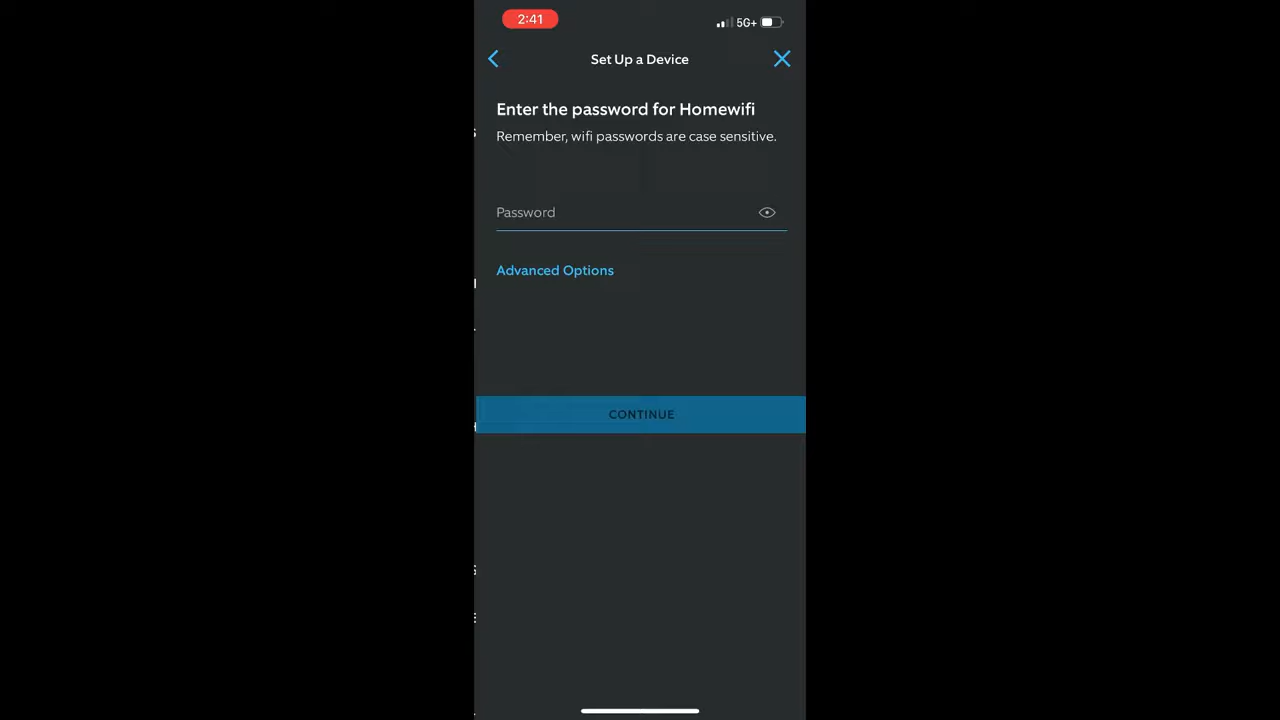 2:41
5G+
Set Up a Device
Enter the password for Homewifi
Remember, wifi passwords are case sensitive.
Password
Advanced Options
CONTINUE